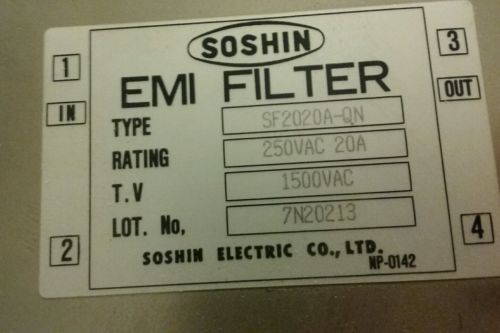 SOSHIN
1
3
EMI FILTER
IN
OUT
TYPE SF2020A-QN
RATING 250VAC 20A
T.V 1500VAC
LOT. No, 7N20213
2
4
SOSHIN ELECTRIC CO., LTD.
NP-0142